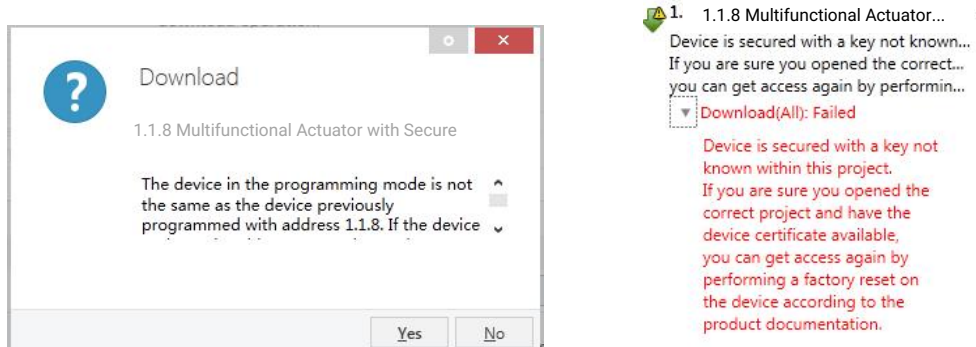 Download
1.1.8 Multifunctional Actuator with Secure
The device in the programming mode is not
the same as the device previously
programmed with address 1.1.8. If the device
Yes
No
1. 1.1.8 Multifunctional Actuator...
Device is secured with a key not known...
If you are sure you opened the correct...
you can get access again by performin...
Download(All): Failed
Device is secured with a key not
known within this project.
If you are sure you opened the
correct project and have the
device certificate available,
you can get access again by
performing a factory reset on
the device according to the
product documentation.